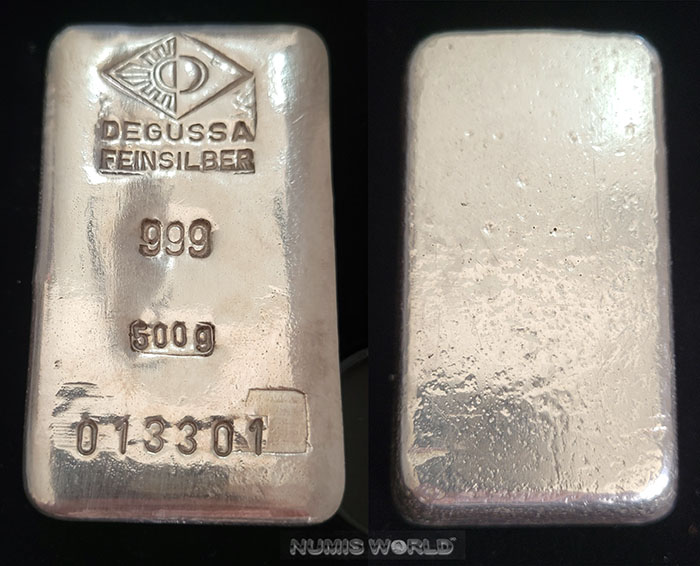 DEGUSSA
FEINSILBER
999
500g
013301
NUMIS WORLD